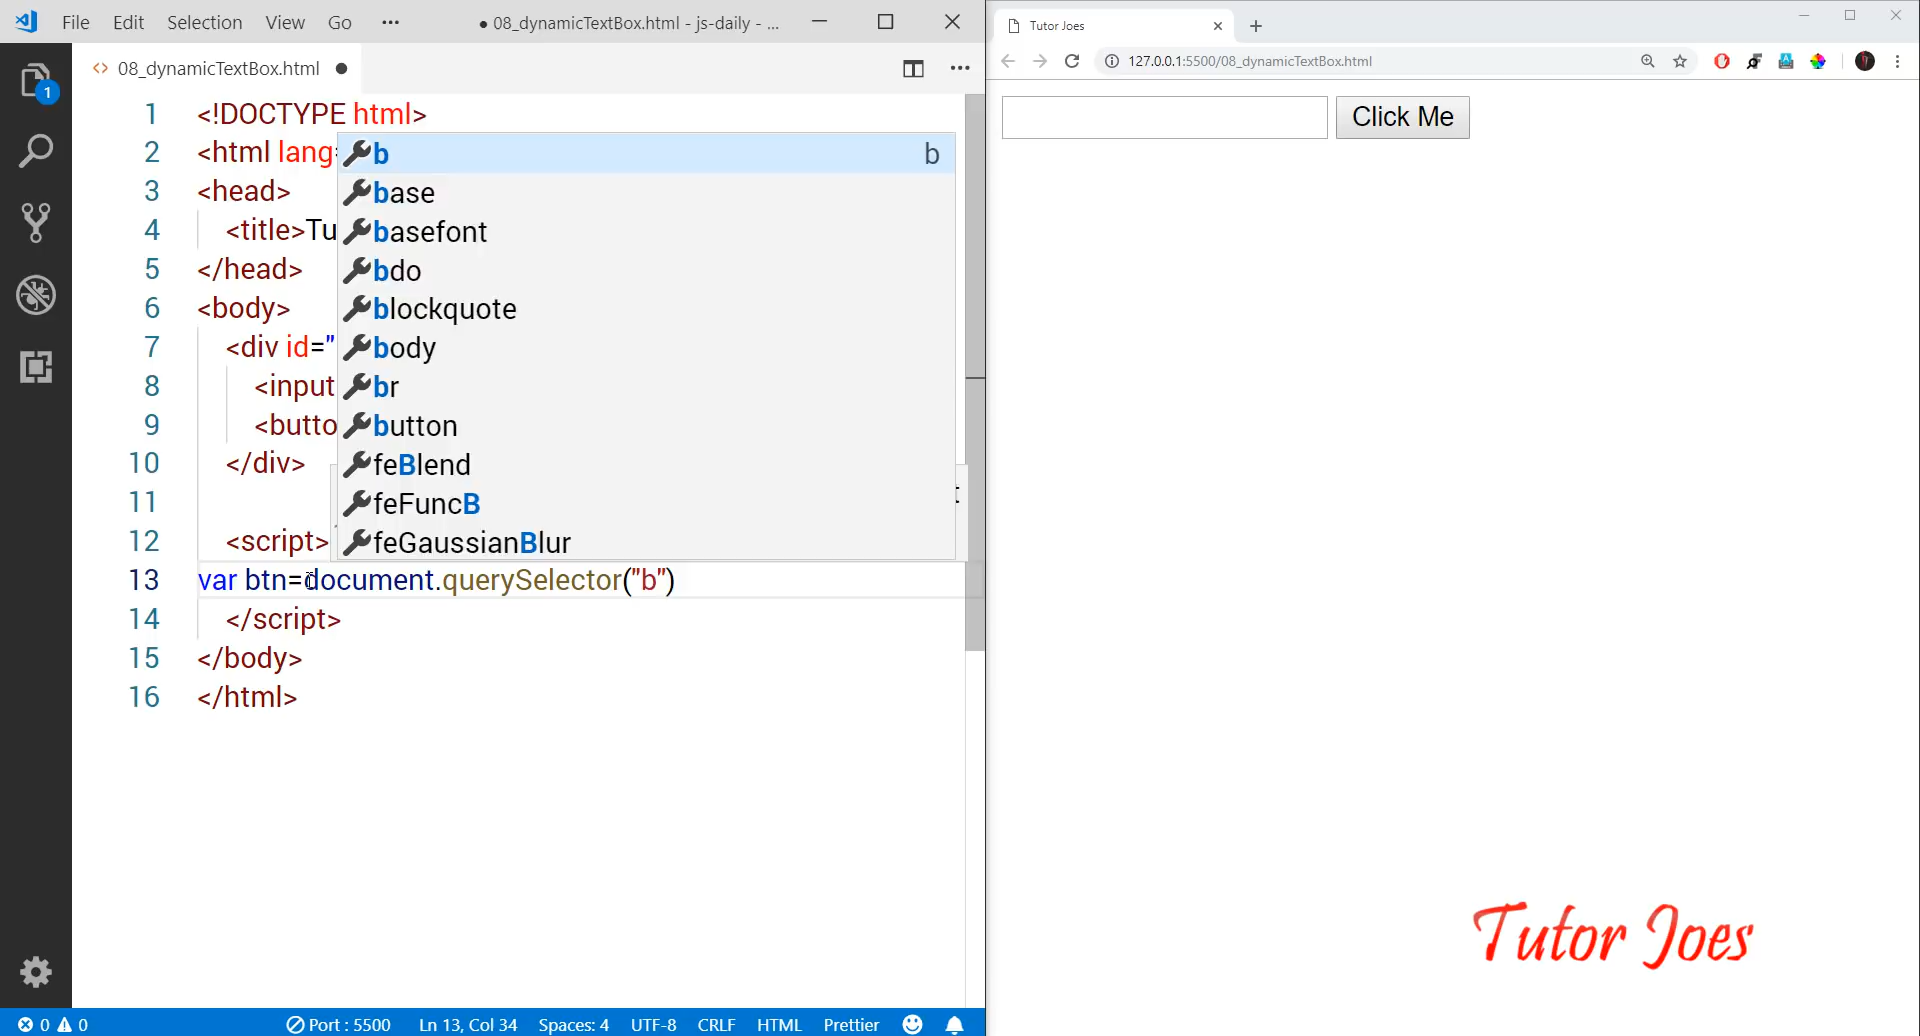 File Edit Selection View Go ··· ● 08_dynamicTextBox.html - js-daily - ...
1
<> 08_dynamicTextBox.html ●
1 <!DOCTYPE html>
2 <html lang=
3 <head>
4 <title>Tu
5 </head>
6 <body>
7 <div id="
8 <input
9 <butto
10 </div>
11
12 <script>
13 var btn=document.querySelector("b")
14 </script>
15 </body>
16 </html>
b b
base
basefont
bdo
blockquote
body
br
button
feBlend
feFuncB
feGaussianBlur
0 0 Port : 5500 Ln 13, Col 34 Spaces: 4 UTF-8 CRLF HTML Prettier
Tutor Joes
127.0.0.1:5500/08_dynamicTextBox.html
Click Me
Tutor Joes